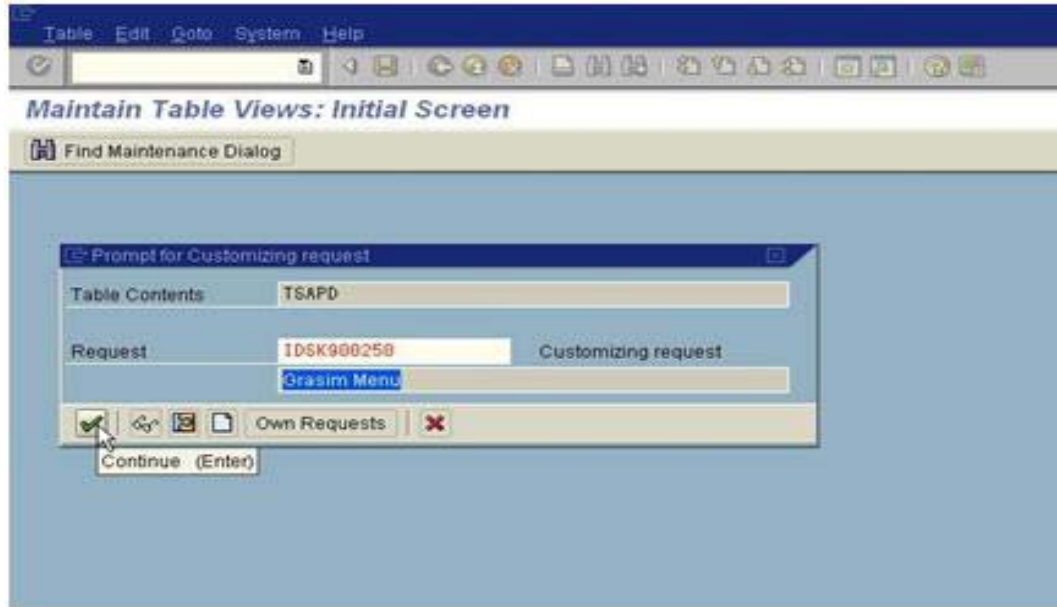 Table Edit Goto System Help
Maintain Table Views: Initial Screen
Find Maintenance Dialog
Prompt for Customizing request
Table Contents TSAPD
Request IDSK900250 Customizing request
Grasim Menu
Own Requests
Continue (Enter)